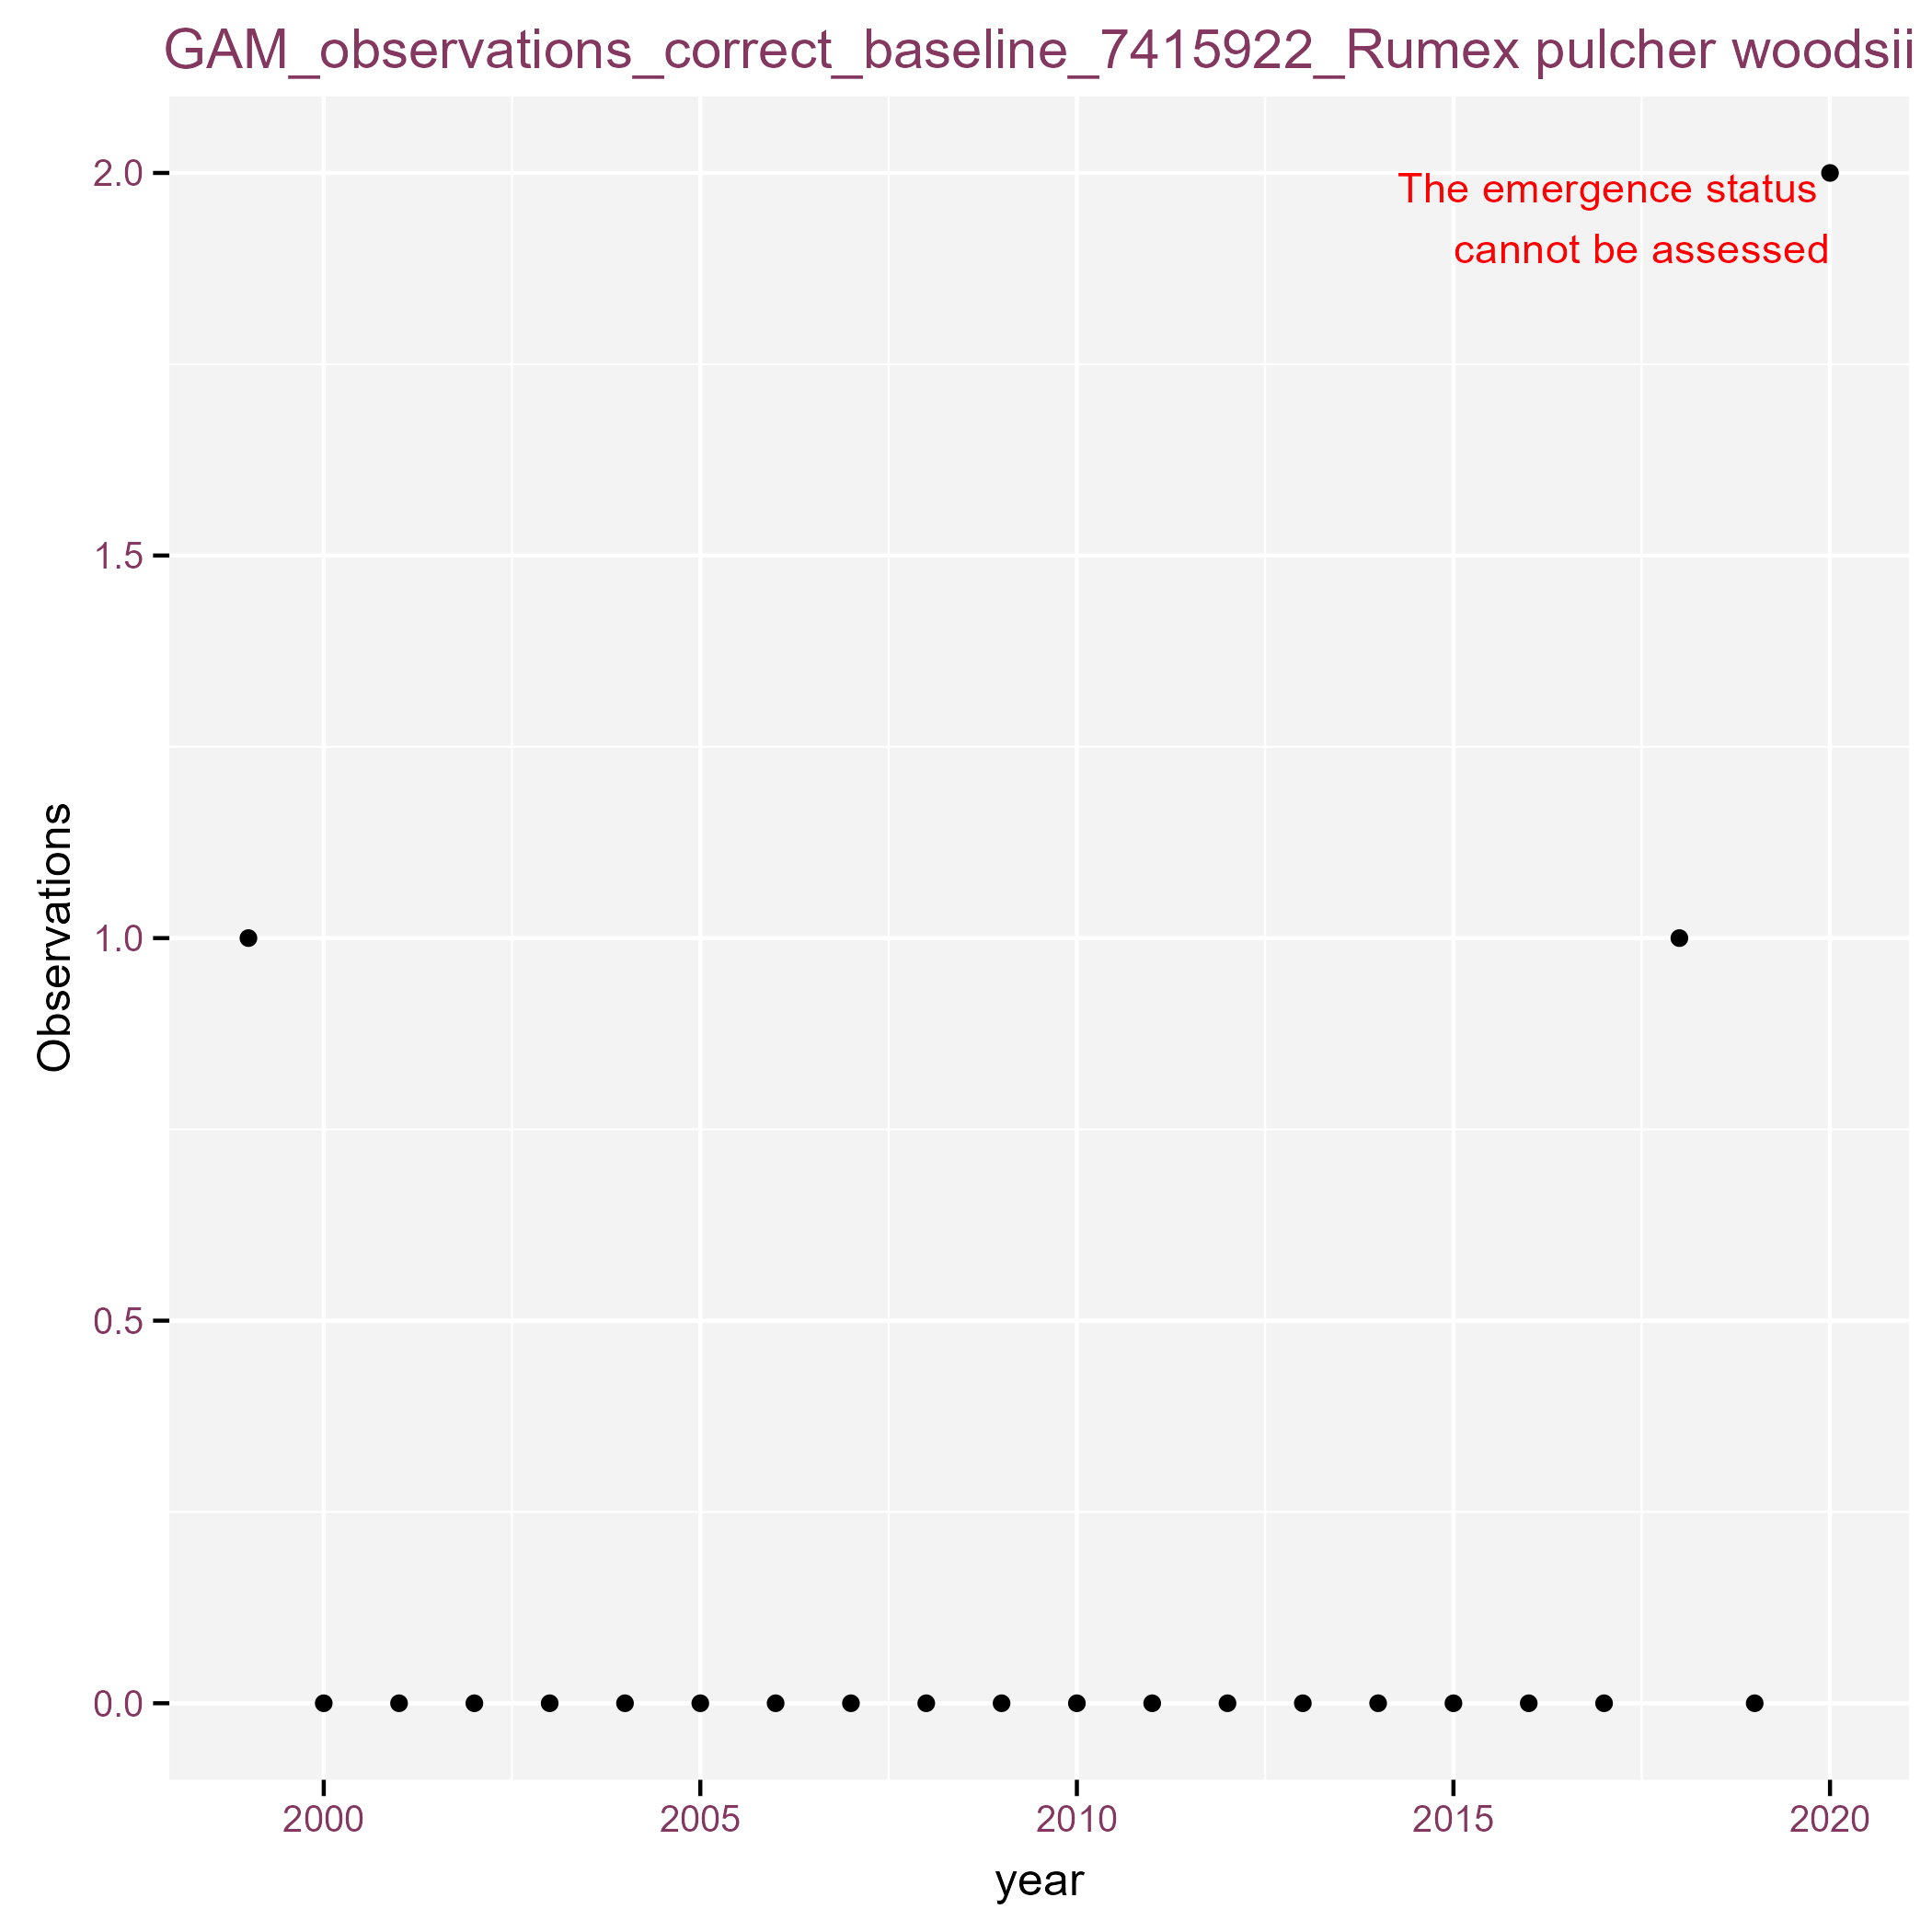 GAM_observations_correct_baseline_7415922_Rumex pulcher woodsii
2.0
The emergence status
cannot be assessed
1.5
1.0
0.5
0.0
Observations
2000 2005 2010 2015 2020
year